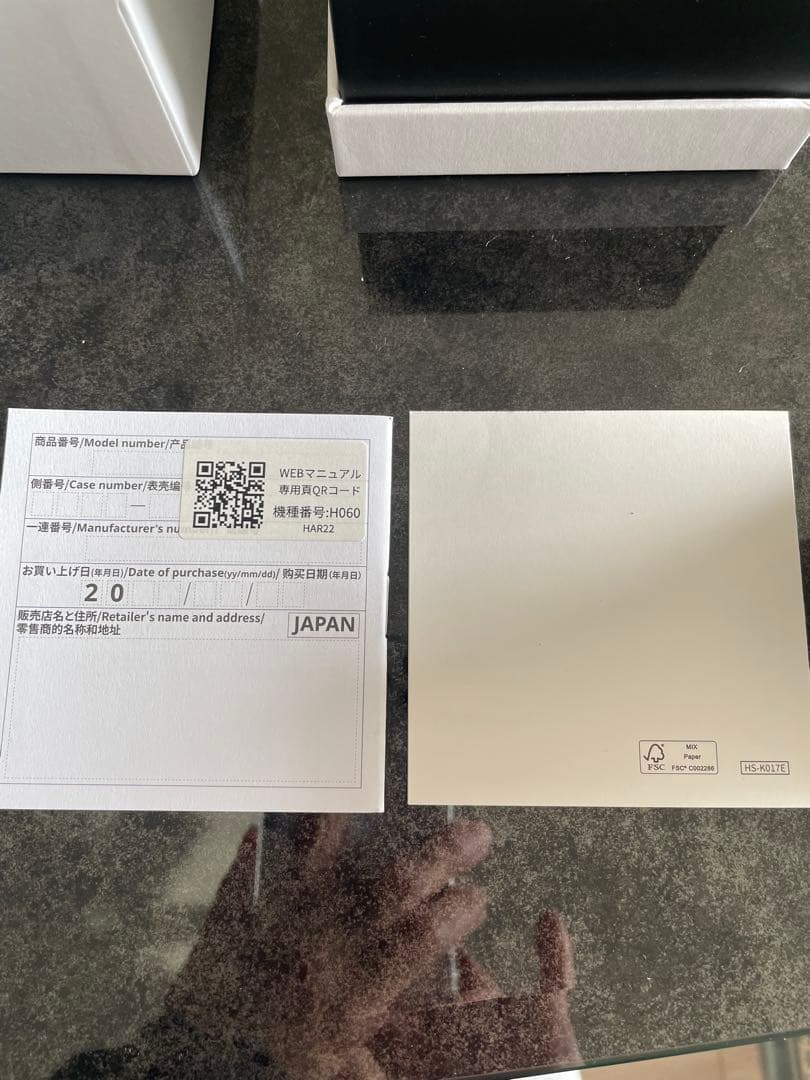 商品番号/Model number/产品
側番号/Case number/表壳编
—
一連番号/Manufacturer's nu
WEBマニュアル
専用頁QRコード
機種番号:H060
HAR22
お買い上げ日(年月日)/Date of purchase(yy/mm/dd)/ 购买日期(年月日)
20 / /
販売店名と住所/Retailer's name and address/
零售商的名称和地址
JAPAN
FSC
MIX
Paper
FSC® C002286
HS-K017E